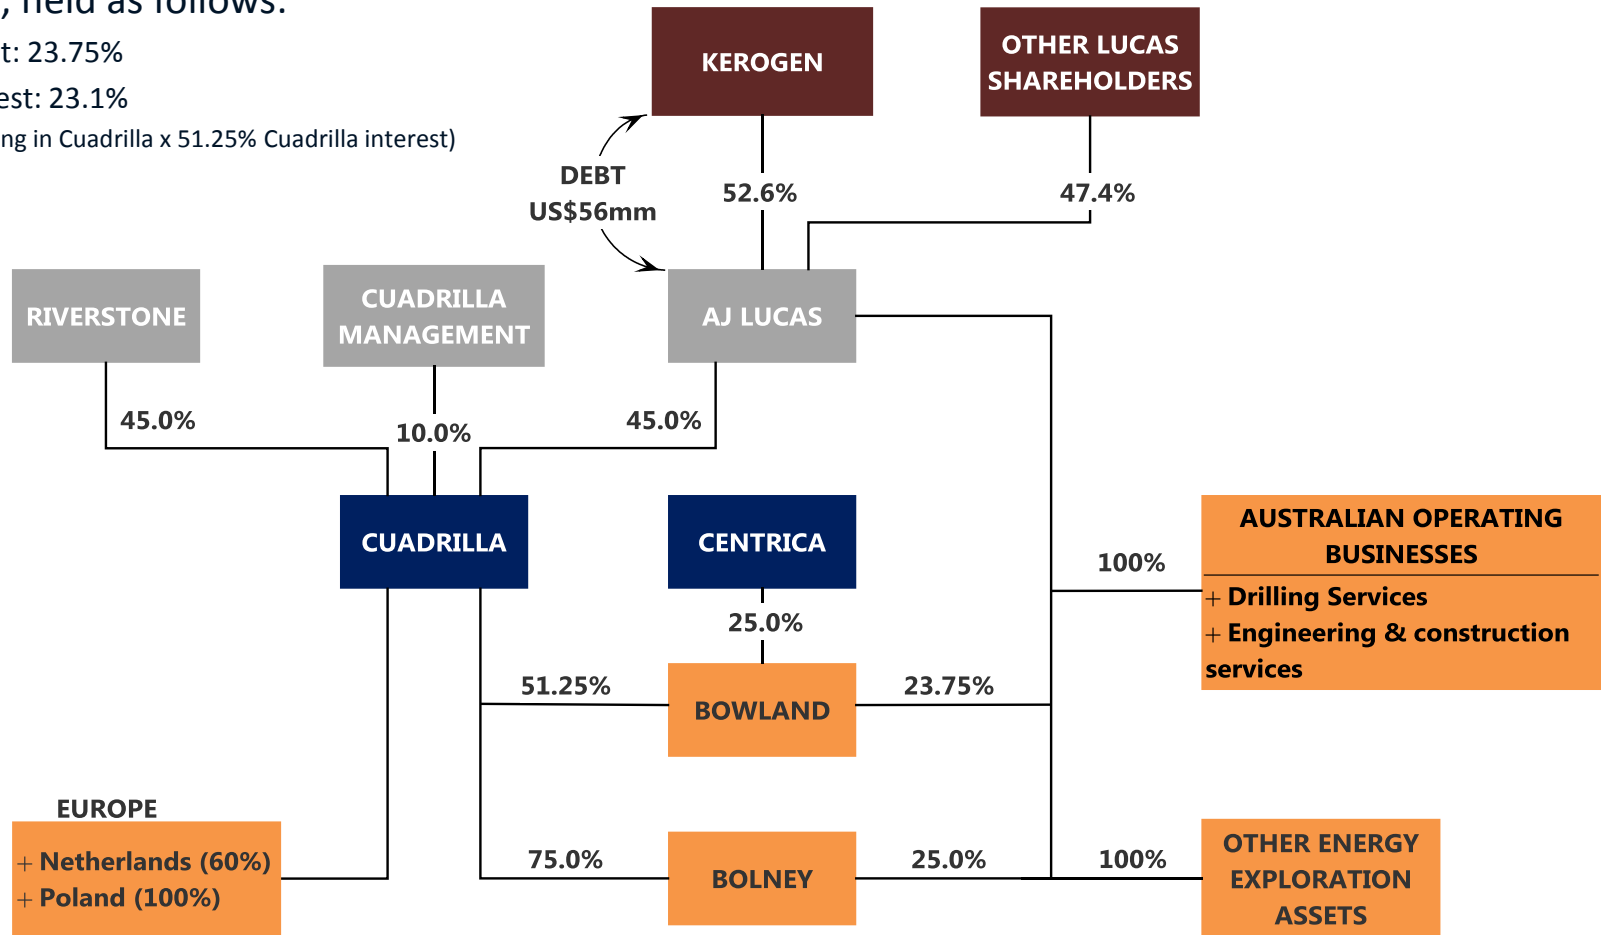 , held as follows:
t: 23.75%
est: 23.1%
ng in Cuadrilla x 51.25% Cuadrilla interest)
KEROGEN
OTHER LUCAS
SHAREHOLDERS
DEBT
US$56mm
52.6%
47.4%
RIVERSTONE
CUADRILLA
MANAGEMENT
AJ LUCAS
45.0%
10.0%
45.0%
CUADRILLA
CENTRICA
25.0%
100%
AUSTRALIAN OPERATING
BUSINESSES
+ Drilling Services
+ Engineering & construction
services
51.25%
BOWLAND
23.75%
EUROPE
+ Netherlands (60%)
+ Poland (100%)
75.0%
BOLNEY
25.0%
100%
OTHER ENERGY
EXPLORATION
ASSETS